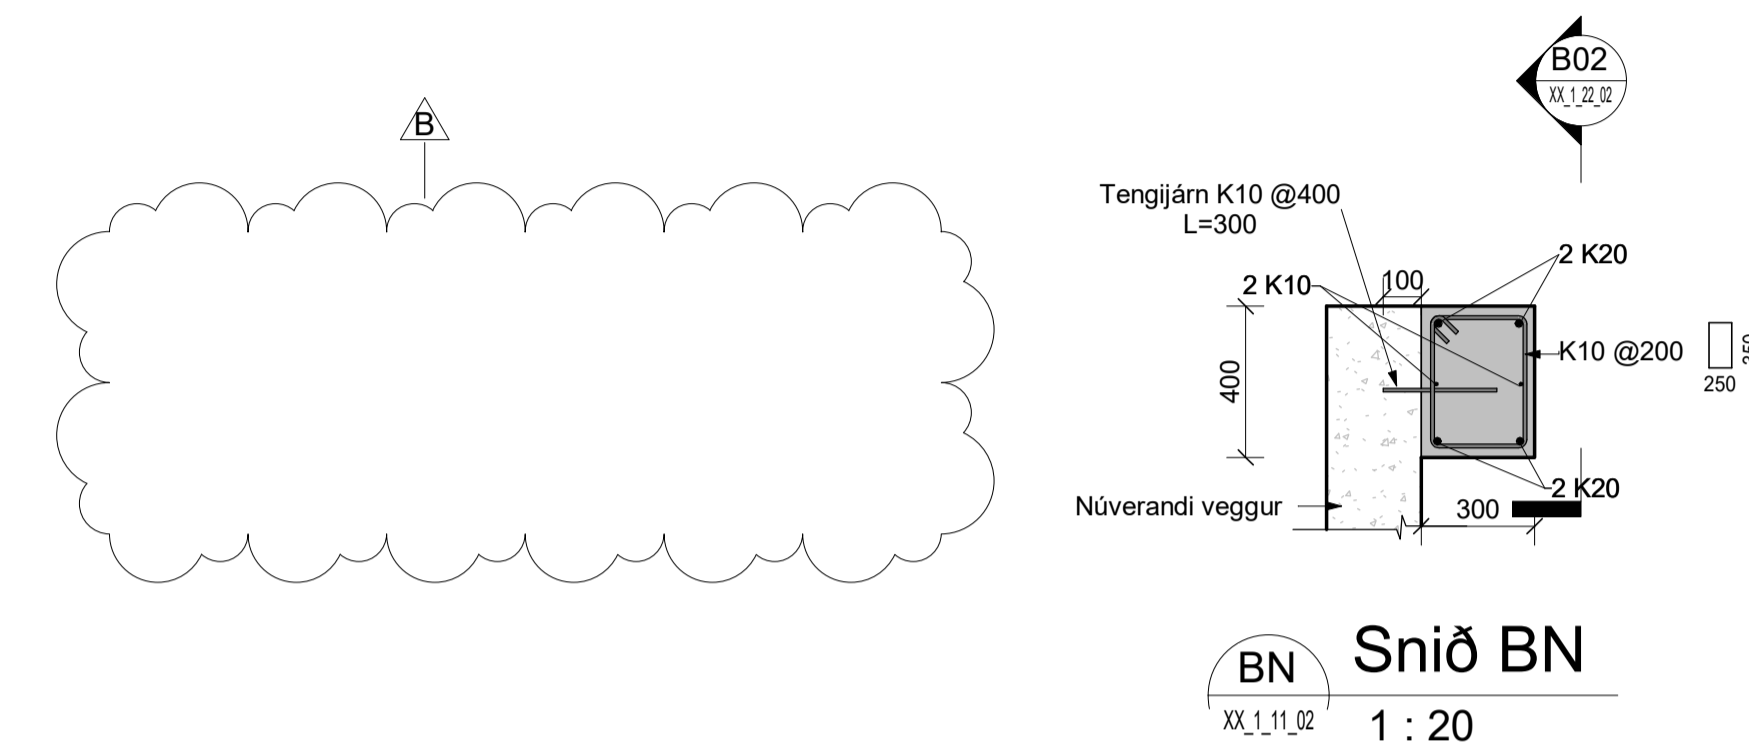 B
B02
XX_1_22_02
Tengijárn K10 @400
L=300
2 K20
2 K10
100
K10 @200
400
250
350
2 K20
Núverandi veggur
300
BN
XX_1_11_02
Snið BN
1 : 20